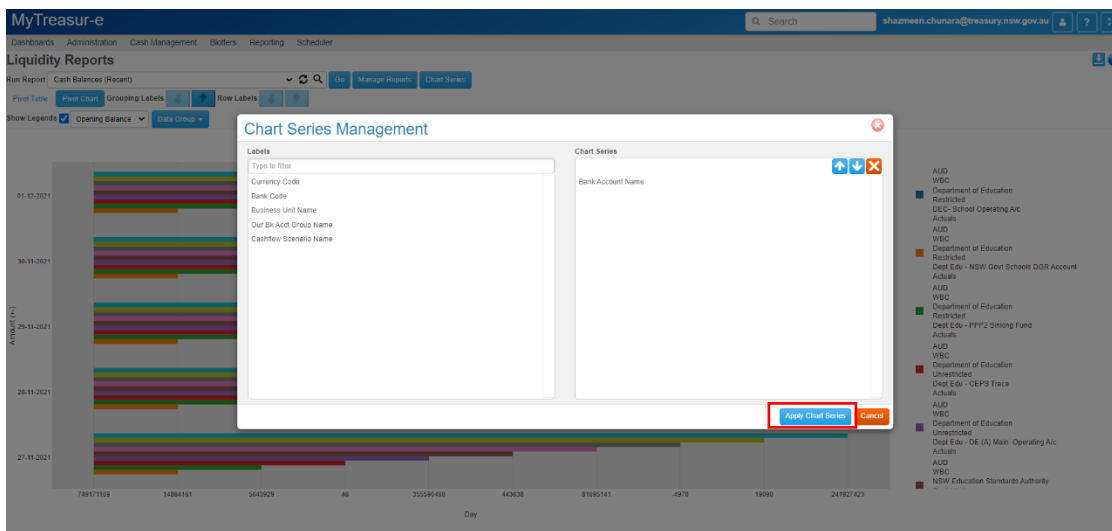 MyTreasur-e
Search
shazmeen.chunara@treasury.nsw.gov.au
?
Dashboards Administration Cash Management Blotters Reporting Scheduler
Liquidity Reports
Run Report Cash Balances (Recent) Go Manage Reports Chart Series
Pivot Table Pivot Chart Grouping Labels Row Labels
Show Legends Opening Balance Data Group
Chart Series Management
Labels
Type to filter
Currency Code
Bank Code
Business Unit Name
Our Bk Acct Group Name
Cashflow Scenario Name
Chart Series
Bank Account Name
Apply Chart Series Cancel
Amount (+-)
01-12-2021
30-11-2021
29-11-2021
28-11-2021
27-11-2021
749171169 14864161 5843929 46 355590460 443638 81695141 -4978 19090 241827423
Day
AUD
WBC
Department of Education
Restricted
DEC- School Operating A/c
Actuals
AUD
WBC
Department of Education
Restricted
Dept Edu - NSW Govt Schools DGR Account
Actuals
AUD
WBC
Department of Education
Restricted
Dept Edu - PPP2 Sinking Fund
Actuals
AUD
WBC
Department of Education
Unrestricted
Dept Edu - CEPS Trace
Actuals
AUD
WBC
Department of Education
Unrestricted
Dept Edu - DE (A) Main Operating A/c
Actuals
AUD
WBC
NSW Education Standards Authority